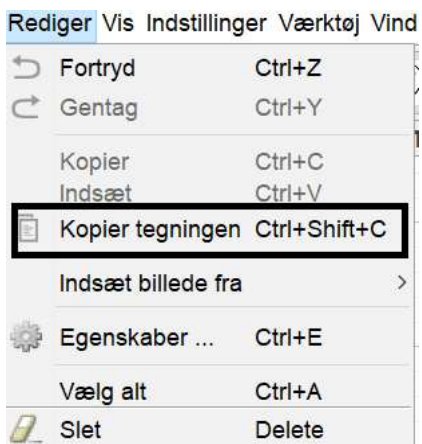 Rediger Vis Indstillinger Værktøj Vind
Fortryd Ctrl+Z
Gentag Ctrl+Y
Kopier Ctrl+C
Indsæt Ctrl+V
Kopier tegningen Ctrl+Shift+C
Indsæt billede fra
Egenskaber ... Ctrl+E
Vælg alt Ctrl+A
Slet Delete